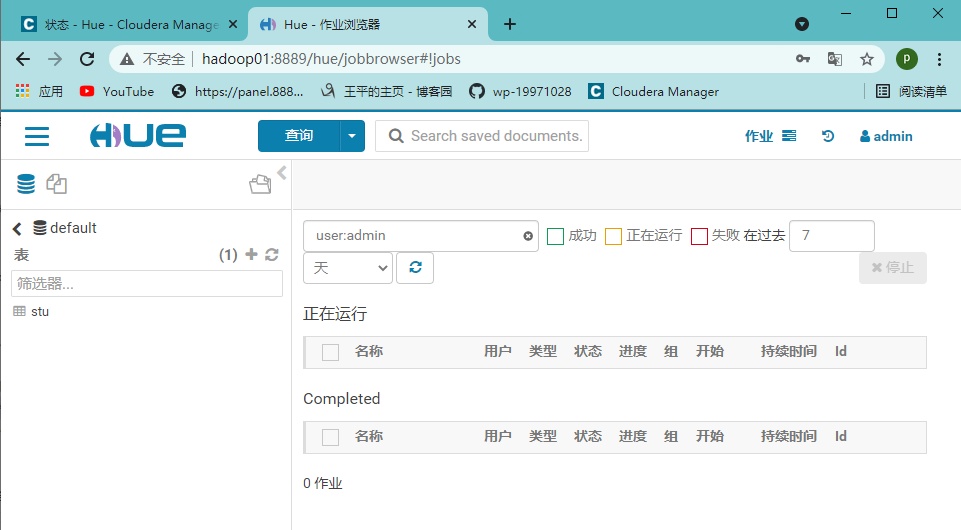 状态 - Hue - Cloudera Manager
Hue - 作业浏览器
不安全 | hadoop01:8889/hue/jobbrowser#!jobs
p
应用 YouTube https://panel.888... 王平的主页 - 博客园 wp-19971028 Cloudera Manager 阅读清单
HUE 查询 Search saved documents. 作业 admin
default
表 (1)
筛选器...
stu
user:admin 成功 正在运行 失败 在过去 7
天 停止
正在运行
名称 用户 类型 状态 进度 组 开始 持续时间 Id
Completed
名称 用户 类型 状态 进度 组 开始 持续时间 Id
0 作业